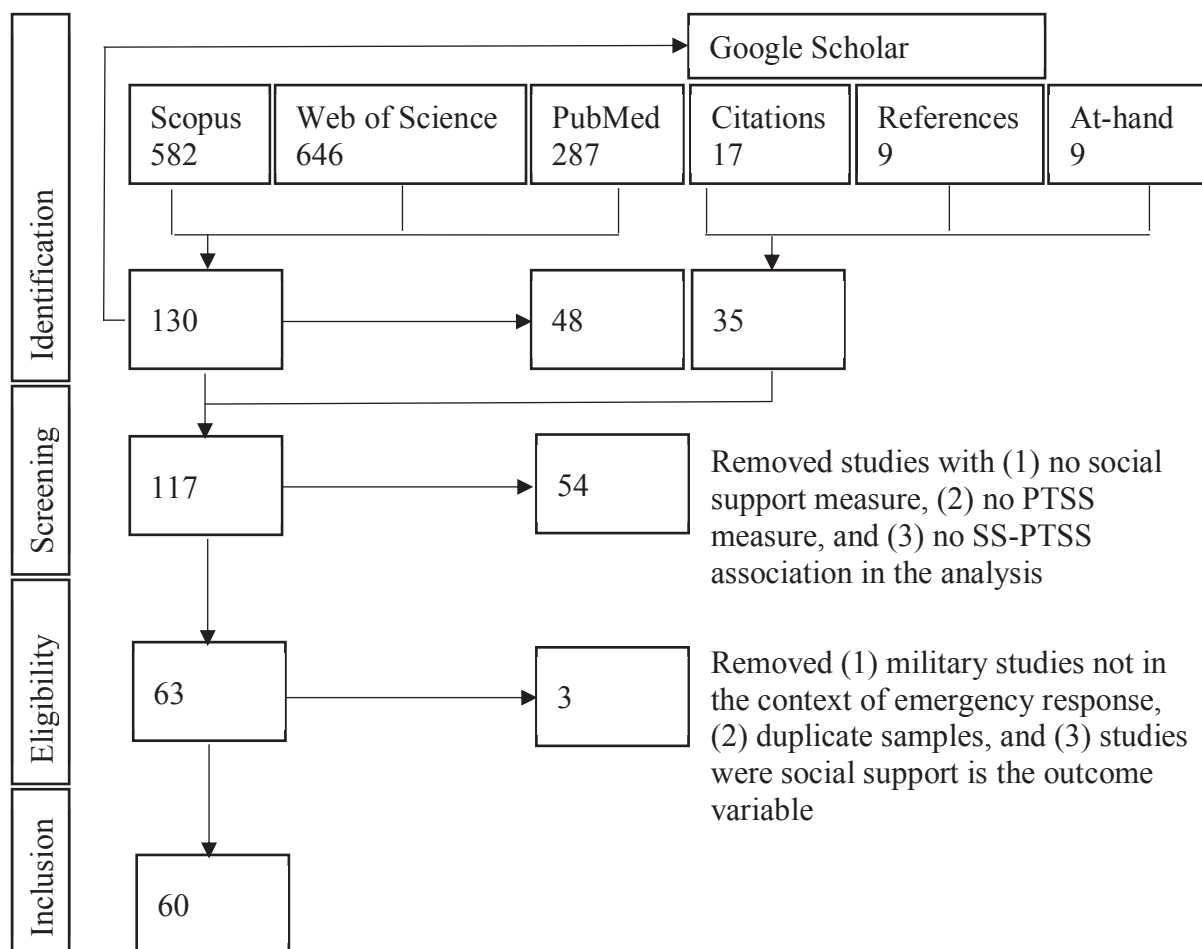 Google Scholar
Scopus
582
Web of Science
646
PubMed
287
Citations
17
References
9
At-hand
9
Identification
130
48
35
Screening
117
54
Removed studies with (1) no social
support measure, (2) no PTSS
measure, and (3) no SS-PTSS
association in the analysis
Eligibility
63
3
Removed (1) military studies not in
the context of emergency response,
(2) duplicate samples, and (3) studies
were social support is the outcome
variable
Inclusion
60